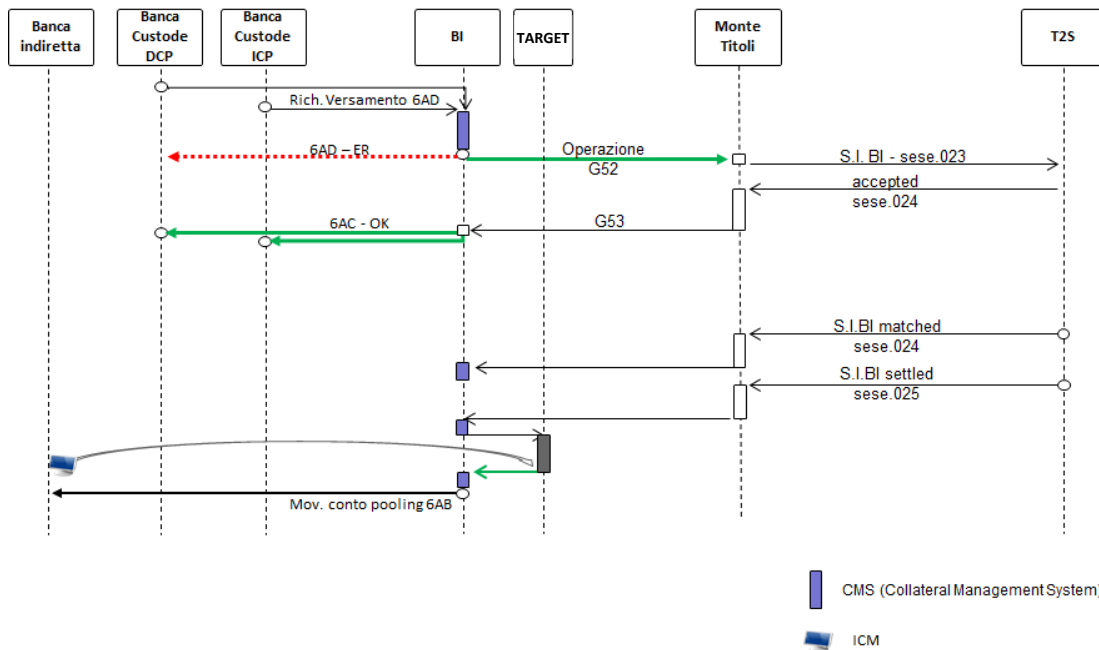 Banca
indiretta
Banca
Custode
DCP
Banca
Custode
ICP
BI
TARGET
Monte
Titoli
T2S
Rich. Versamento 6AD
6AD – ER
Operazione
G52
S.I. BI - sese.023
accepted
sese.024
6AC - OK
G53
S.I.BI matched
sese.024
S.I.BI settled
sese.025
Mov. conto pooling 6AB
CMS (Collateral Management System)
ICM